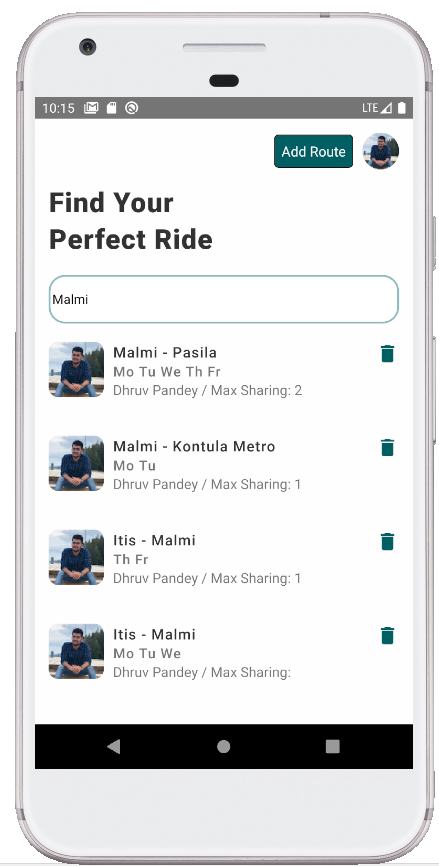 10:15
LTE
Add Route
Find Your
Perfect Ride
Malmi
Malmi - Pasila
Mo Tu We Th Fr
Dhruv Pandey / Max Sharing: 2
Malmi - Kontula Metro
Mo Tu
Dhruv Pandey / Max Sharing: 1
Itis - Malmi
Th Fr
Dhruv Pandey / Max Sharing: 1
Itis - Malmi
Mo Tu We
Dhruv Pandey / Max Sharing: